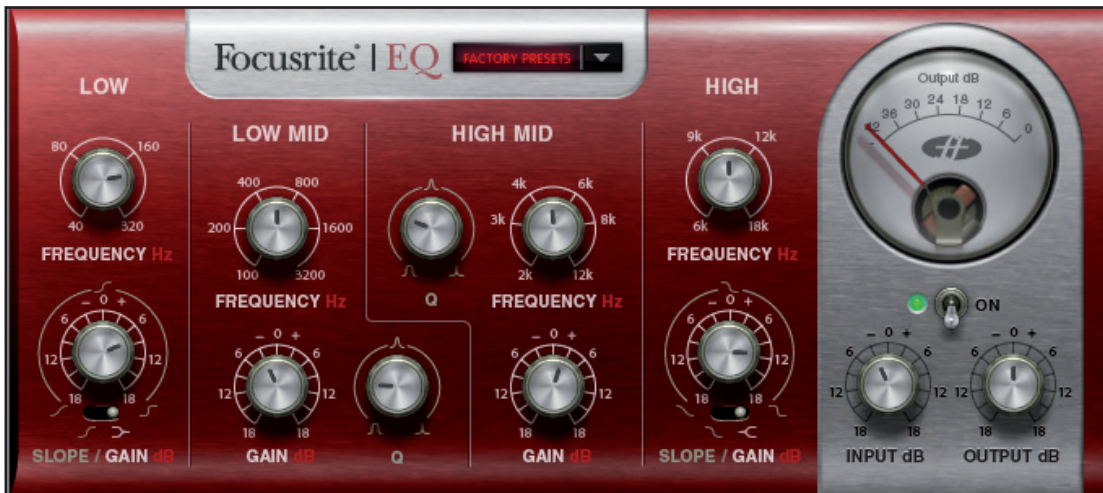 Focusrite® | EQ FACTORY PRESETS
LOW
80 160
40 320
FREQUENCY Hz
- 0 +
6 6
12 12
18 18
SLOPE / GAIN dB
LOW MID
400 800
200 1600
100 3200
FREQUENCY Hz
- 0 +
6 6
12 12
18 18
GAIN dB
Q
HIGH MID
Q
4k 6k
3k 8k
2k 12k
FREQUENCY Hz
- 0 +
6 6
12 12
18 18
GAIN dB
HIGH
9k 12k
6k 18k
FREQUENCY Hz
- 0 +
6 6
12 12
18 18
SLOPE / GAIN dB
Output dB
42 36 30 24 18 12 6 0
-
ff
ON
- 0 +
6 6
12 12
18 18
INPUT dB
- 0 +
6 6
12 12
18 18
OUTPUT dB